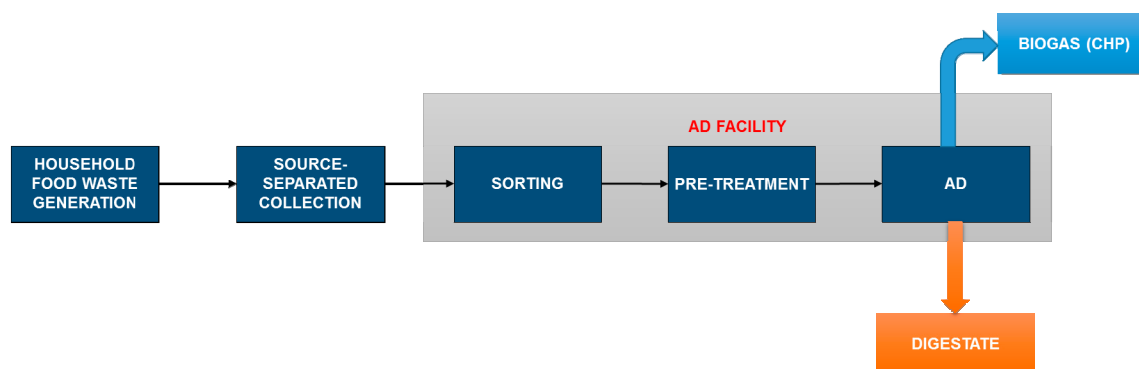 BIOGAS (CHP)
AD FACILITY
HOUSEHOLD
FOOD WASTE
GENERATION
SOURCE-
SEPARATED
COLLECTION
SORTING
PRE-TREATMENT
AD
DIGESTATE